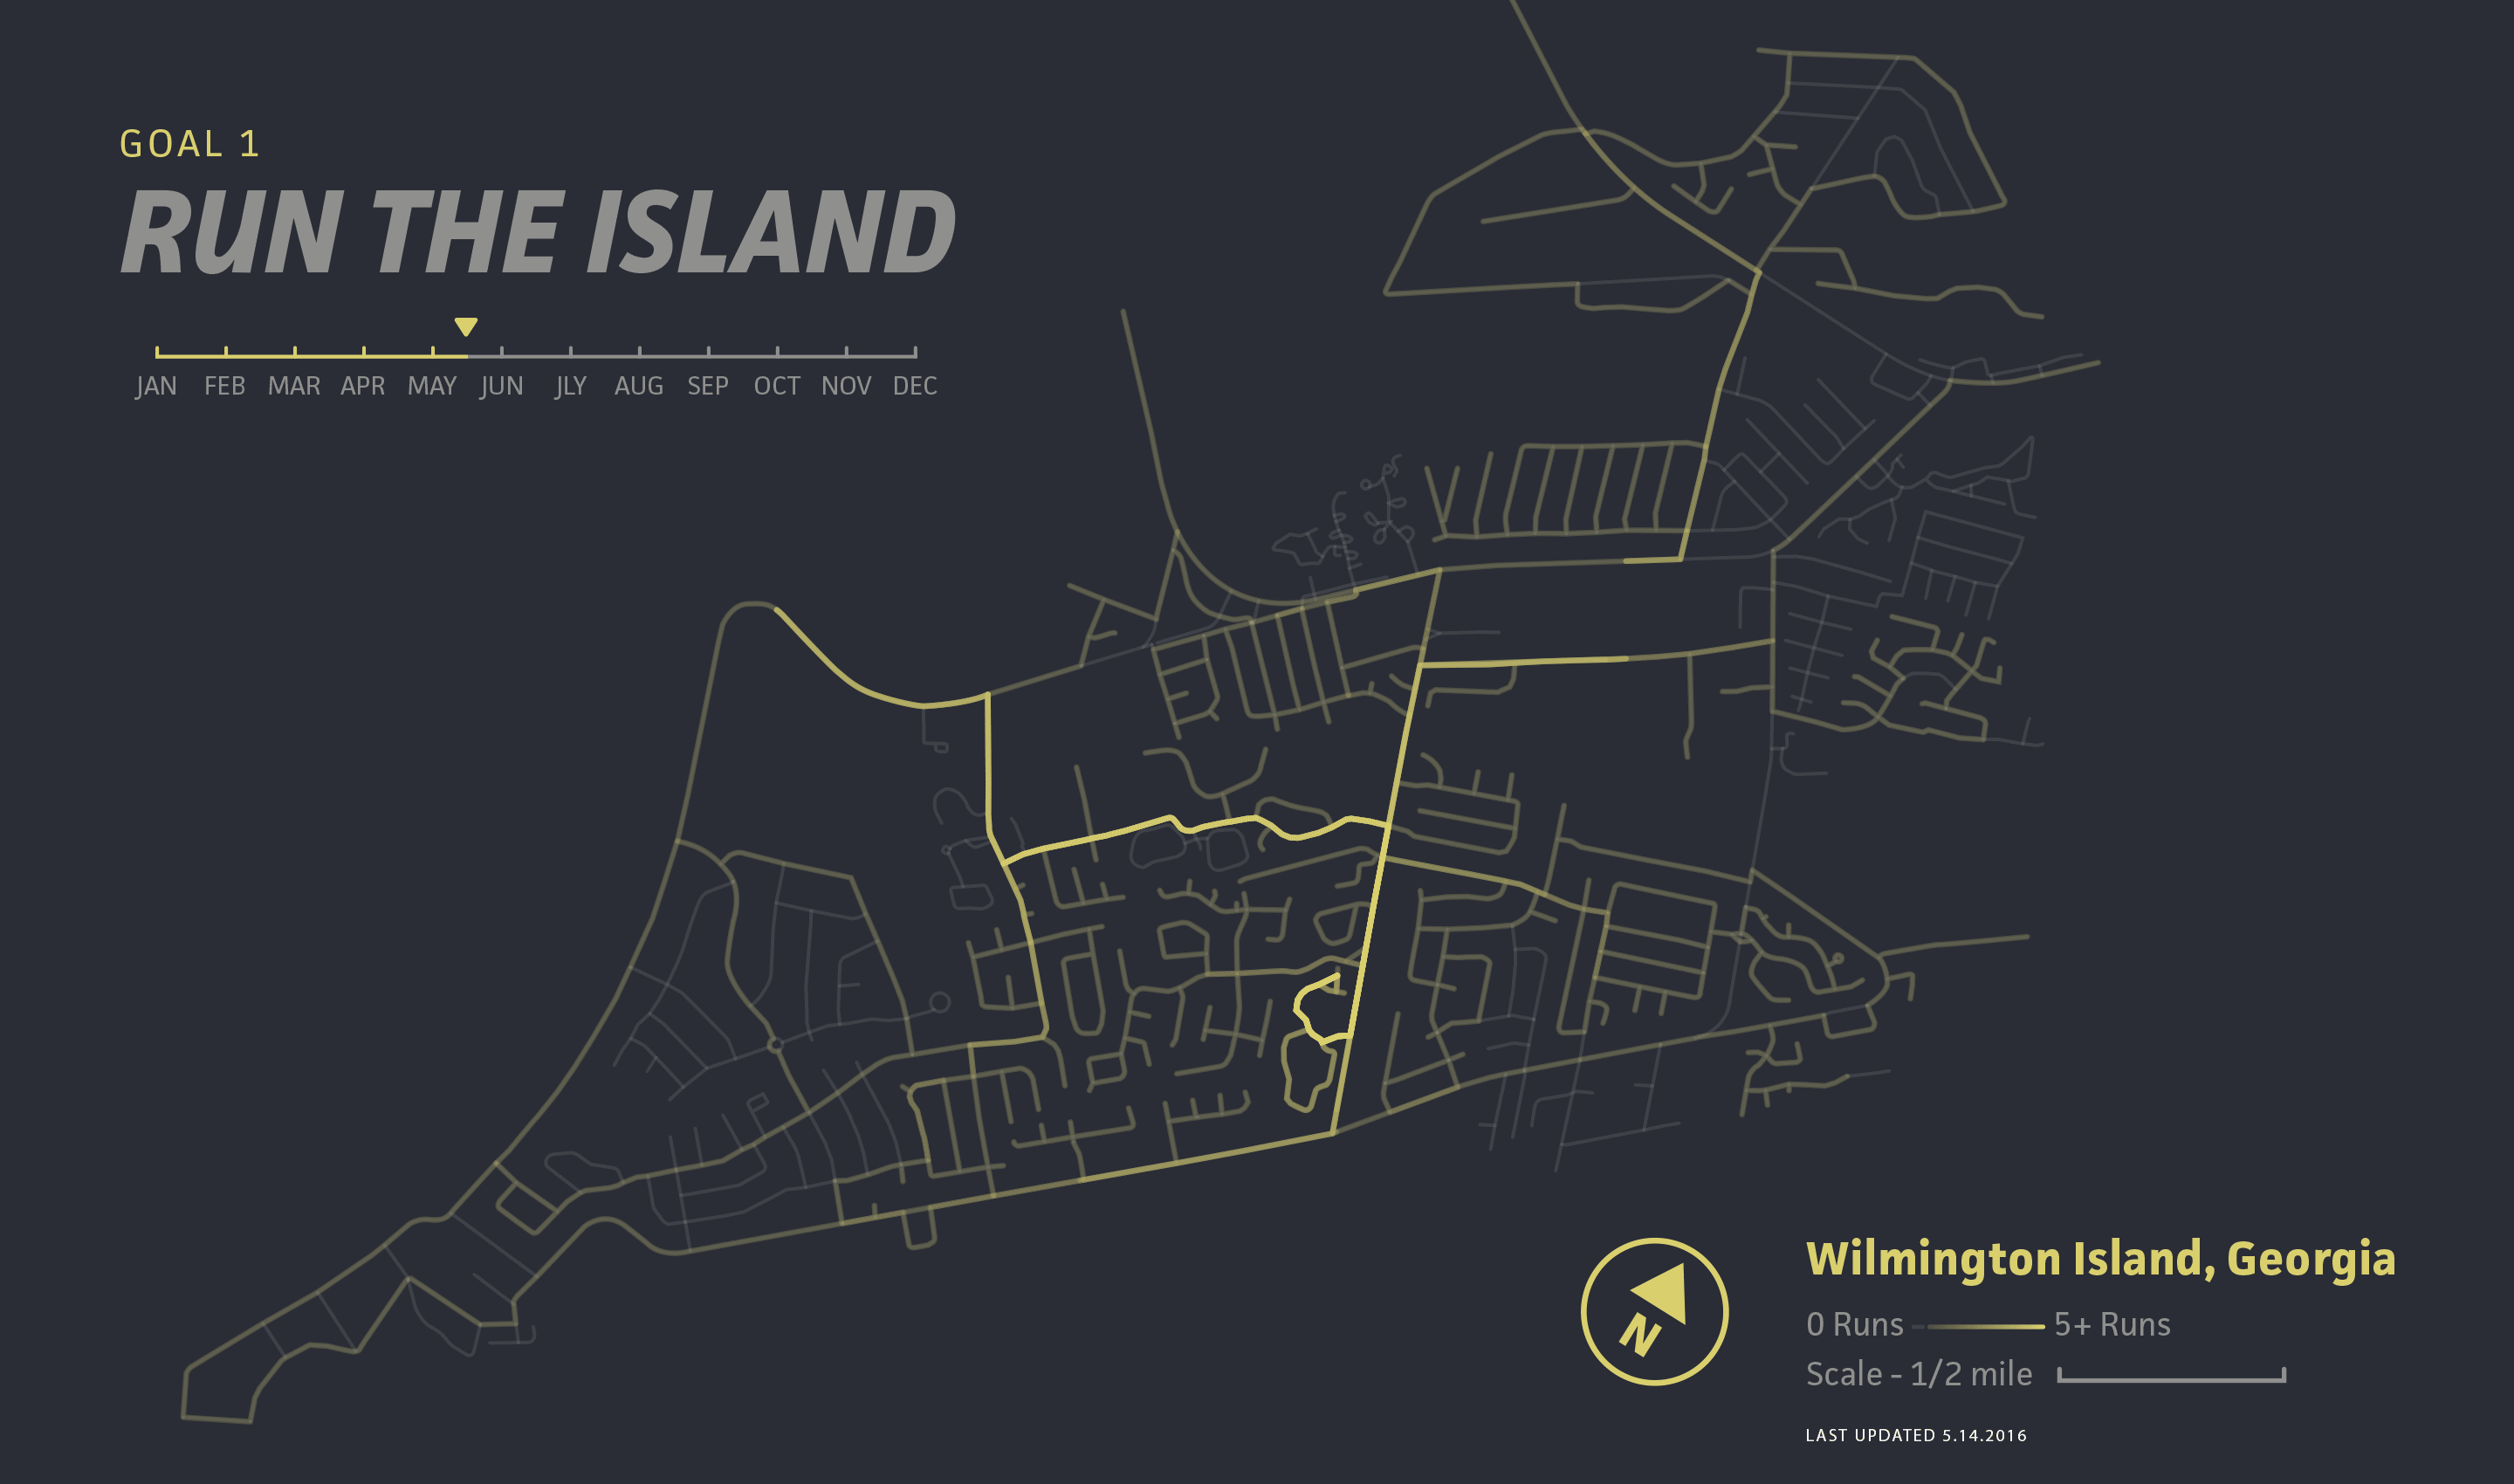 GOAL 1
RUN THE ISLAND
JAN FEB MAR APR MAY JUN JLY AUG SEP OCT NOV DEC
N
Wilmington Island, Georgia
0 Runs 5+ Runs
Scale - 1/2 mile
LAST UPDATED 5.14.2016